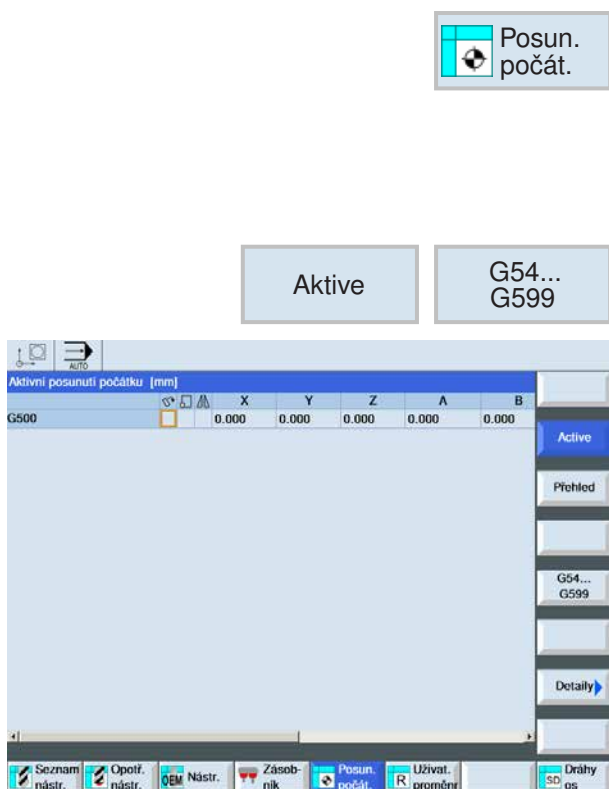 Posun.
počát.
Aktive
G54...
G599
AUTO
Aktivní posunutí počátku [mm]
X Y Z A B
G500 0.000 0.000 0.000 0.000 0.000
Active
Přehled
G54...
G599
Detaily
Seznam
nástr.
Opotř.
nástr.
OEM Nástr.
Zásob-
ník
Posun.
počát.
R Uživat.
proměnr
SD Dráhy
os